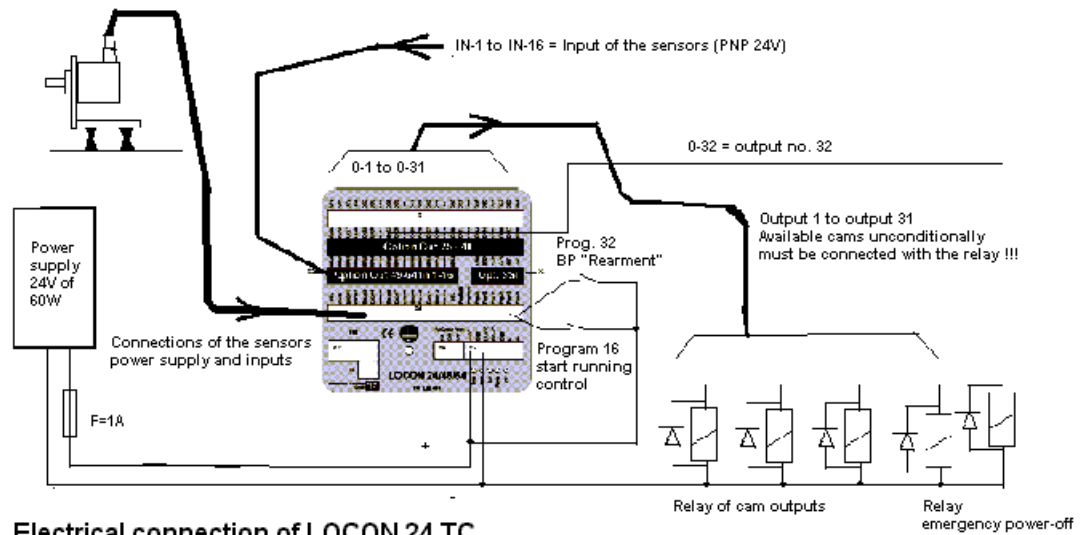 IN-1 to IN-16 = Input of the sensors (PNP 24V)
0-32 = output no. 32
0-1 to 0-31
Output 1 to output 31
Available cams unconditionally
must be connected with the relay !!!
Prog. 32
BP "Rearment"
Power
supply
24V of
60W
Connections of the sensors
power supply and inputs
Program 16
start running
control
LOCON 24/48/64
F=1A
+
-
Relay of cam outputs
Relay
emergency power-off
Electrical connection of LOCON 24 TC